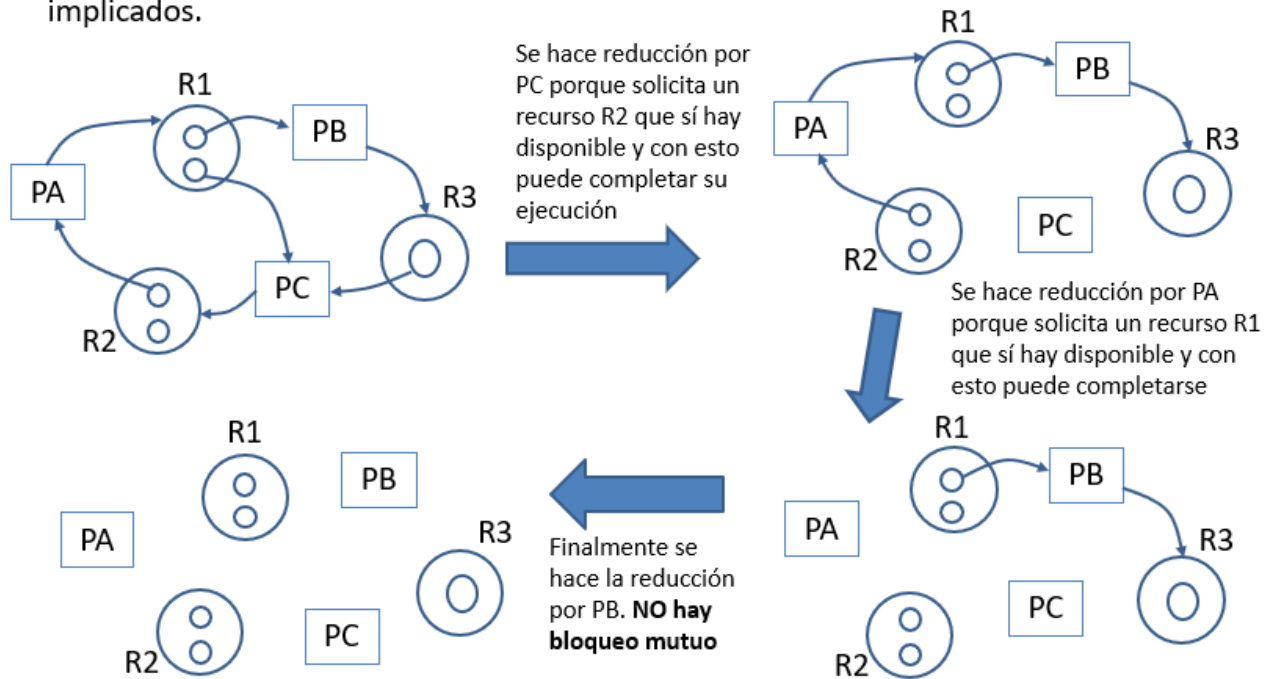 implicados.
R1
PB
PA
R3
PC
R2
Se hace reducción por
PC porque solicita un
recurso R2 que sí hay
disponible y con esto
puede completar su
ejecución
R1
PB
PA
R3
PC
R2
Se hace reducción por PA
porque solicita un recurso R1
que sí hay disponible y con
esto puede completarse
R1
PB
PA
R3
PC
R2
Finalmente se
hace la reducción
por PB. NO hay
bloqueo mutuo
R1
PB
PA
R3
PC
R2